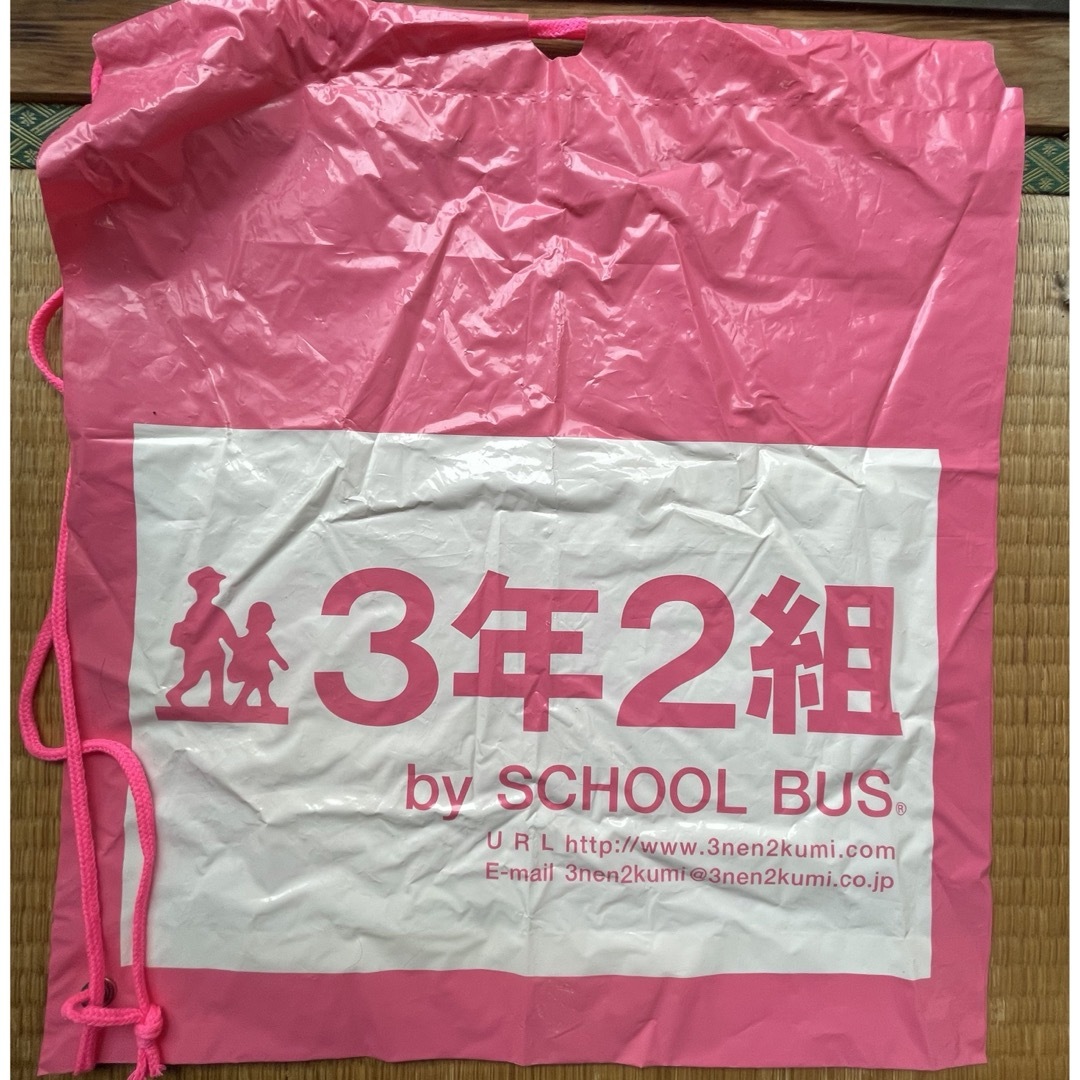 3年2組
by SCHOOL BUS®
URL http://www.3nen2kumi.com
E-mail 3nen2kumi@3nen2kumi.co.jp